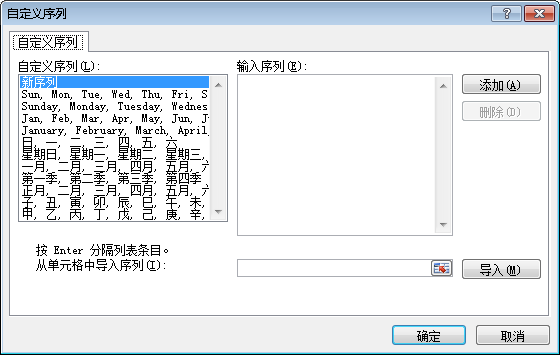 自定义序列
自定义序列
自定义序列(L):
输入序列(E):
新序列
Sun, Mon, Tue, Wed, Thu, Fri, S
Sunday, Monday, Tuesday, Wednes
Jan, Feb, Mar, Apr, May, Jun, J
January, February, March, April,
日, 一, 二, 三, 四, 五, 六
星期日, 星期一, 星期二, 星期三,
一月, 二月, 三月, 四月, 五月, 六
第一季, 第二季, 第三季, 第四季
正月, 二月, 三月, 四月, 五月, 六
子, 丑, 寅, 卯, 辰, 巳, 午, 未,
甲, 乙, 丙, 丁, 戊, 己, 庚, 辛,
添加(A)
删除(D)
按 Enter 分隔列表条目。
从单元格中导入序列(I):
导入(M)
确定
取消